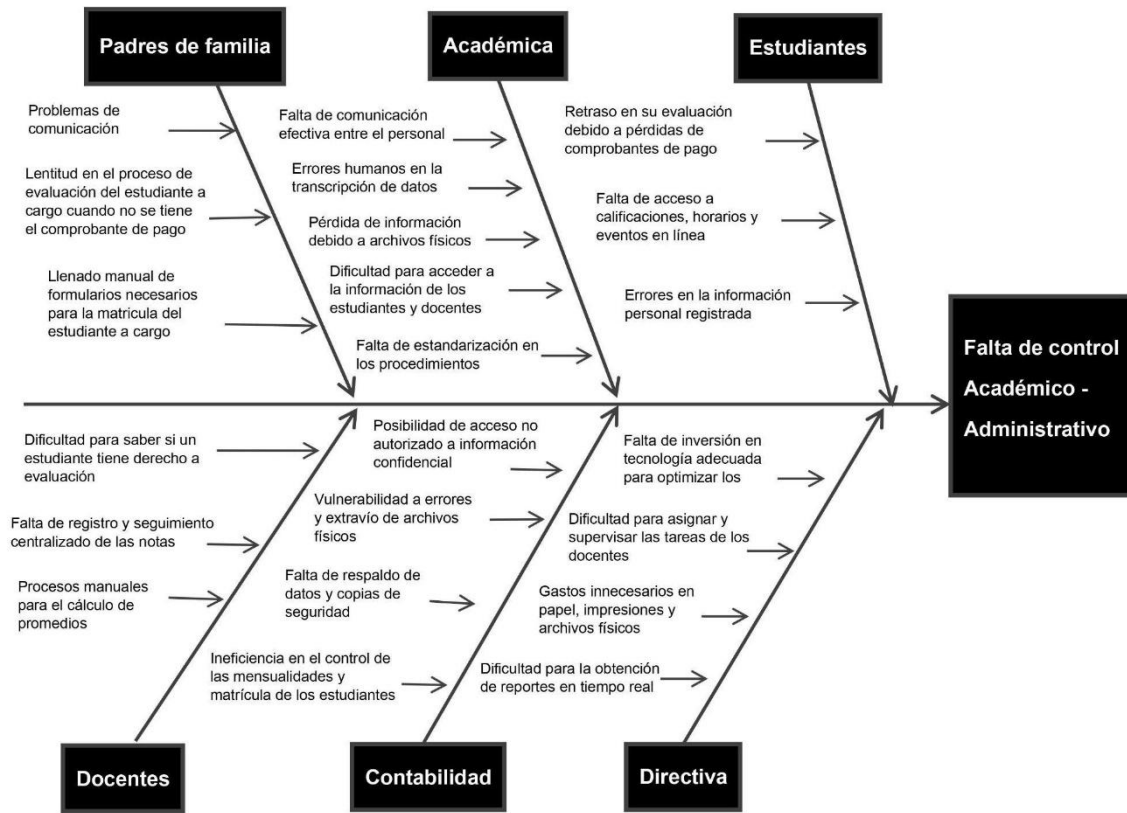 Padres de familia
Académica
Estudiantes
Problemas de
comunicación
Lentitud en el proceso de
evaluación del estudiante a
cargo cuando no se tiene
el comprobante de pago
Llenado manual de
formularios necesarios
para la matricula del
estudiante a cargo
Falta de comunicación
efectiva entre el personal
Errores humanos en la
transcripción de datos
Pérdida de información
debido a archivos físicos
Dificultad para acceder a
la información de los
estudiantes y docentes
Falta de estandarización en
los procedimientos
Retraso en su evaluación
debido a pérdidas de
comprobantes de pago
Falta de acceso a
calificaciones, horarios y
eventos en línea
Errores en la información
personal registrada
Falta de control
Académico -
Administrativo
Dificultad para saber si un
estudiante tiene derecho a
evaluación
Falta de registro y seguimiento
centralizado de las notas
Procesos manuales
para el cálculo de
promedios
Posibilidad de acceso no
autorizado a información
confidencial
Vulnerabilidad a errores
y extravío de archivos
físicos
Falta de respaldo de
datos y copias de
seguridad
Ineficiencia en el control de
las mensualidades y
matrícula de los estudiantes
Falta de inversión en
tecnología adecuada
para optimizar los
Dificultad para asignar y
supervisar las tareas de los
docentes
Gastos innecesarios en
papel, impresiones y
archivos físicos
Dificultad para la obtención
de reportes en tiempo real
Docentes
Contabilidad
Directiva